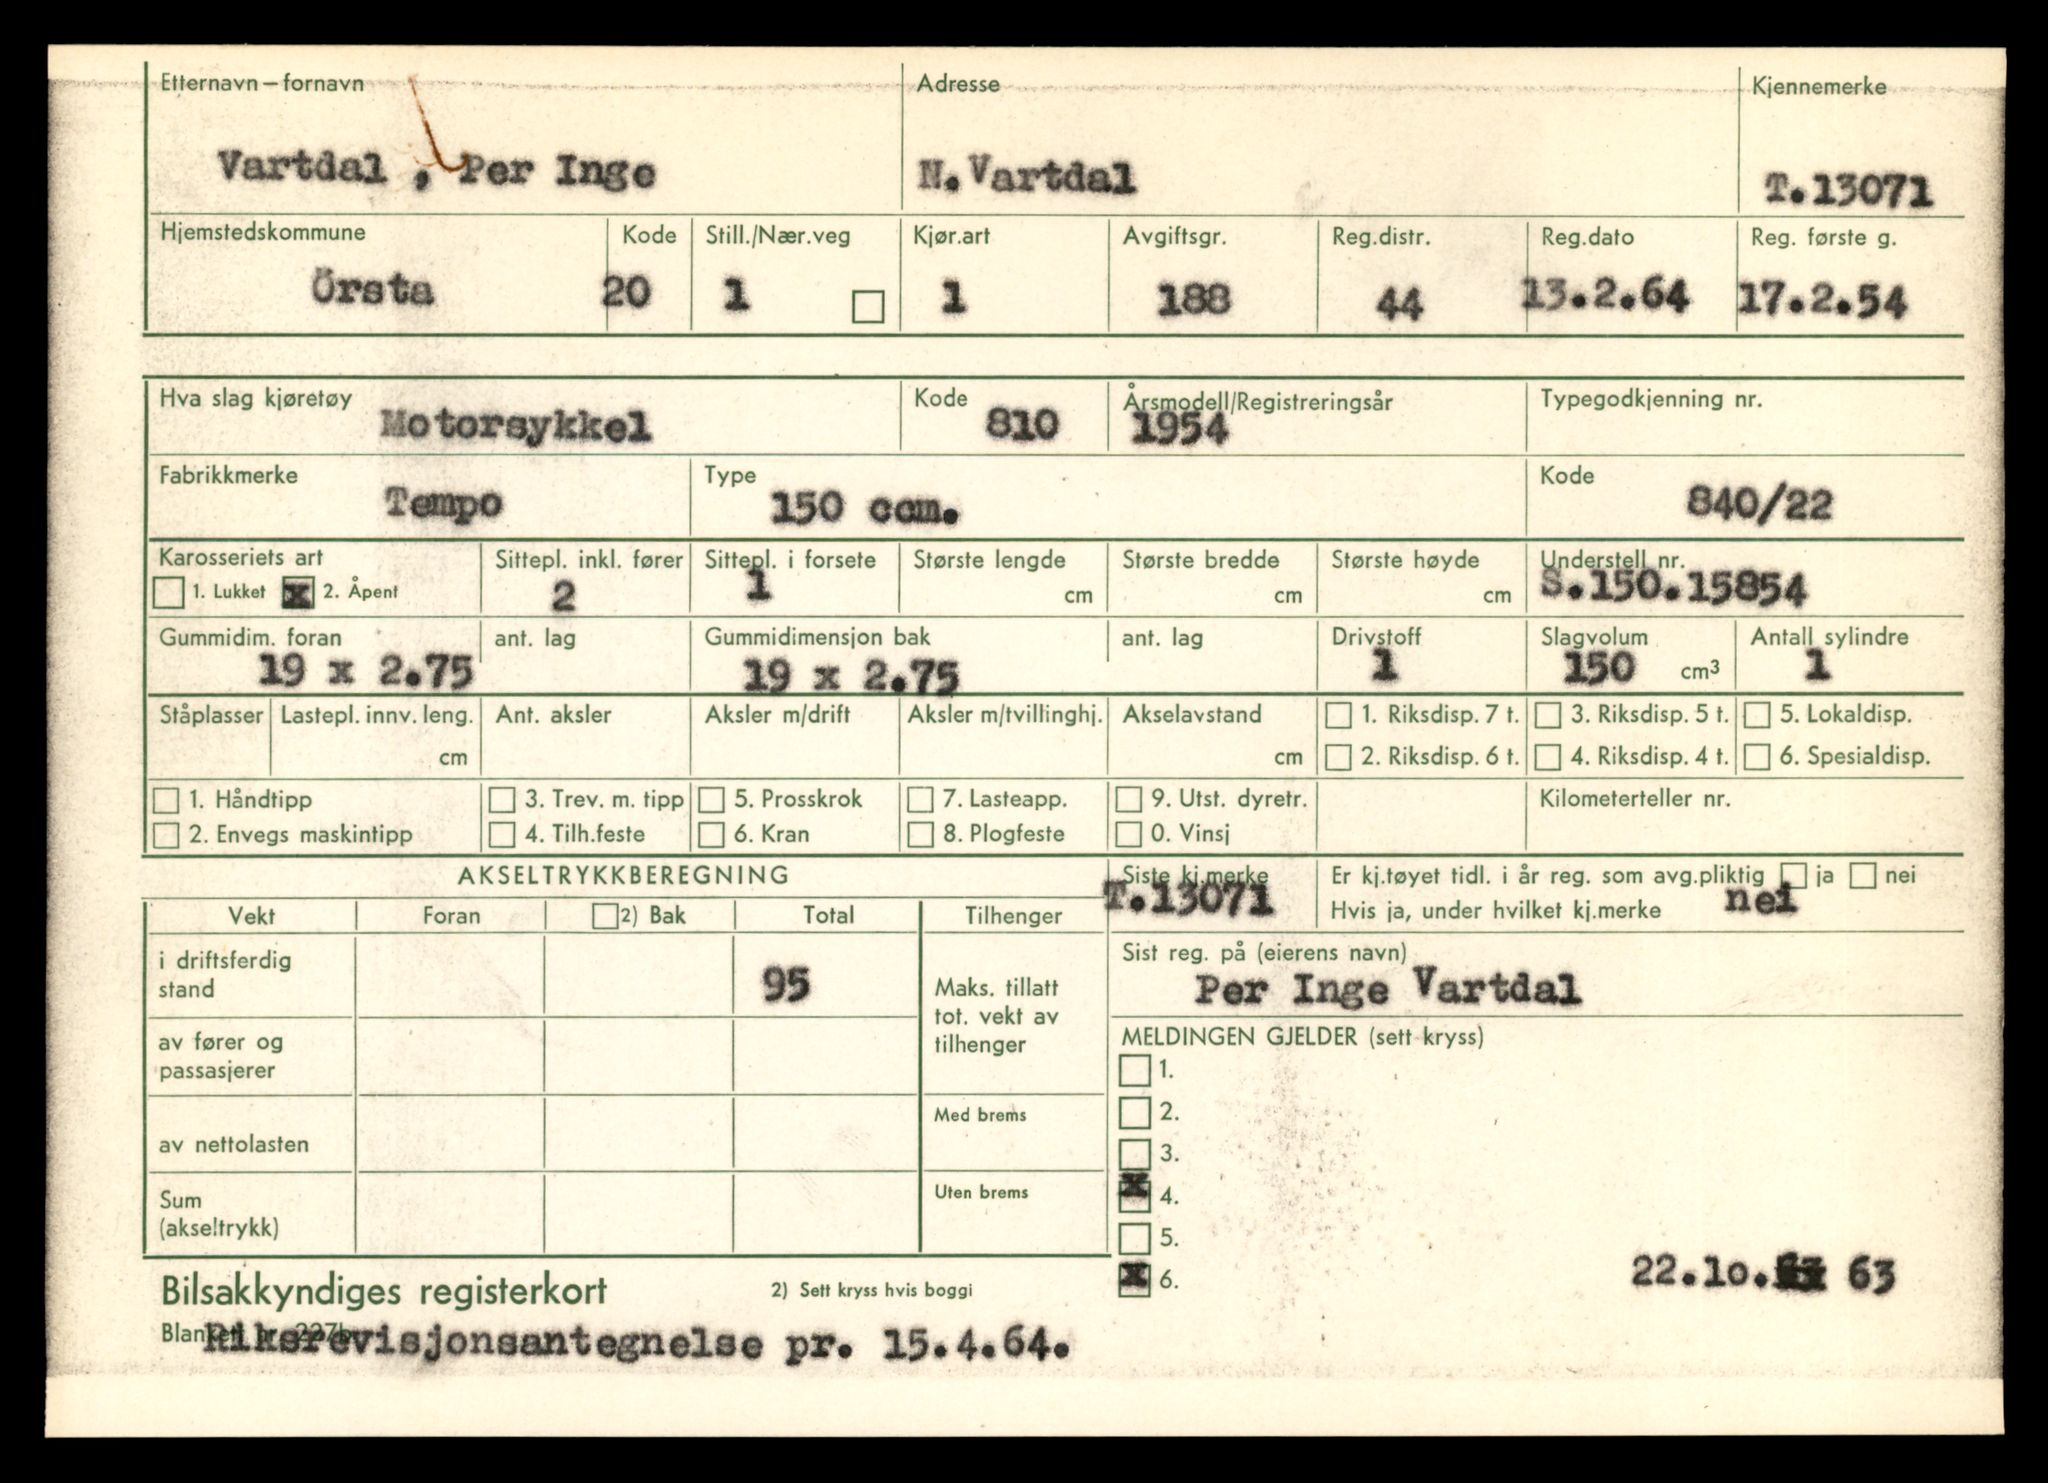 Etternavn – fornavn Adresse Kjennemerke
Vartdal , Per Inge N. Vartdal T.13071
Hjemstedskommune Kode Still./Nær.veg Kjør.art Avgiftsgr. Reg.distr. Reg.dato Reg. første g.
Örsta 20 1 1 188 44 13.2.64 17.2.54
Hva slag kjøretøy Kode Årsmodell/Registreringsår Typegodkjenning nr.
Motorsykkel 810 1954
Fabrikkmerke Type Kode
Tempo 150 ccm. 840/22
Karosseriets art Sittepl. inkl. fører Sittepl. i forsete Største lengde Største bredde Største høyde Understell nr.
1. Lukket x 2. Åpent 2 1 cm cm cm S.150.15854
Gummidim. foran ant. lag Gummidimensjon bak ant. lag Drivstoff Slagvolum Antall sylindre
19 x 2.75 19 x 2.75 1 150 cm3 1
Ståplasser Lastepl. innv. leng. Ant. aksler Aksler m/drift Aksler m/tvillinghj. Akselavstand 1. Riksdisp. 7 t. 3. Riksdisp. 5 t. 5. Lokaldisp.
cm cm 2. Riksdisp. 6 t. 4. Riksdisp. 4 t. 6. Spesialdisp.
1. Håndtipp 3. Trev. m. tipp 5. Prosskrok 7. Lasteapp. 9. Utst. dyretr. Kilometerteller nr.
2. Envegs maskintipp 4. Tilh.feste 6. Kran 8. Plogfeste 0. Vinsj
AKSELTRYKKBEREGNING Siste kj.merke Er kj.tøyet tidl. i år reg. som avg.pliktig ja nei
T.13071 nei
Vekt Foran 2) Bak Total Tilhenger Hvis ja, under hvilket kj.merke
i driftsferdig stand 95 Maks. tillatt tot. vekt av tilhenger Sist reg. på (eierens navn)
Per Inge Vartdal
av fører og passasjerer MELDINGEN GJELDER (sett kryss)
1.
av nettolasten Med brems 2.
3.
Sum (akseltrykk) Uten brems x 4.
5.
x 6. 22.10. 63
Bilsakkyndiges registerkort 2) Sett kryss hvis boggi
Blankett nr. 227b
Riksrevisjonsantegnelse pr. 15.4.64.